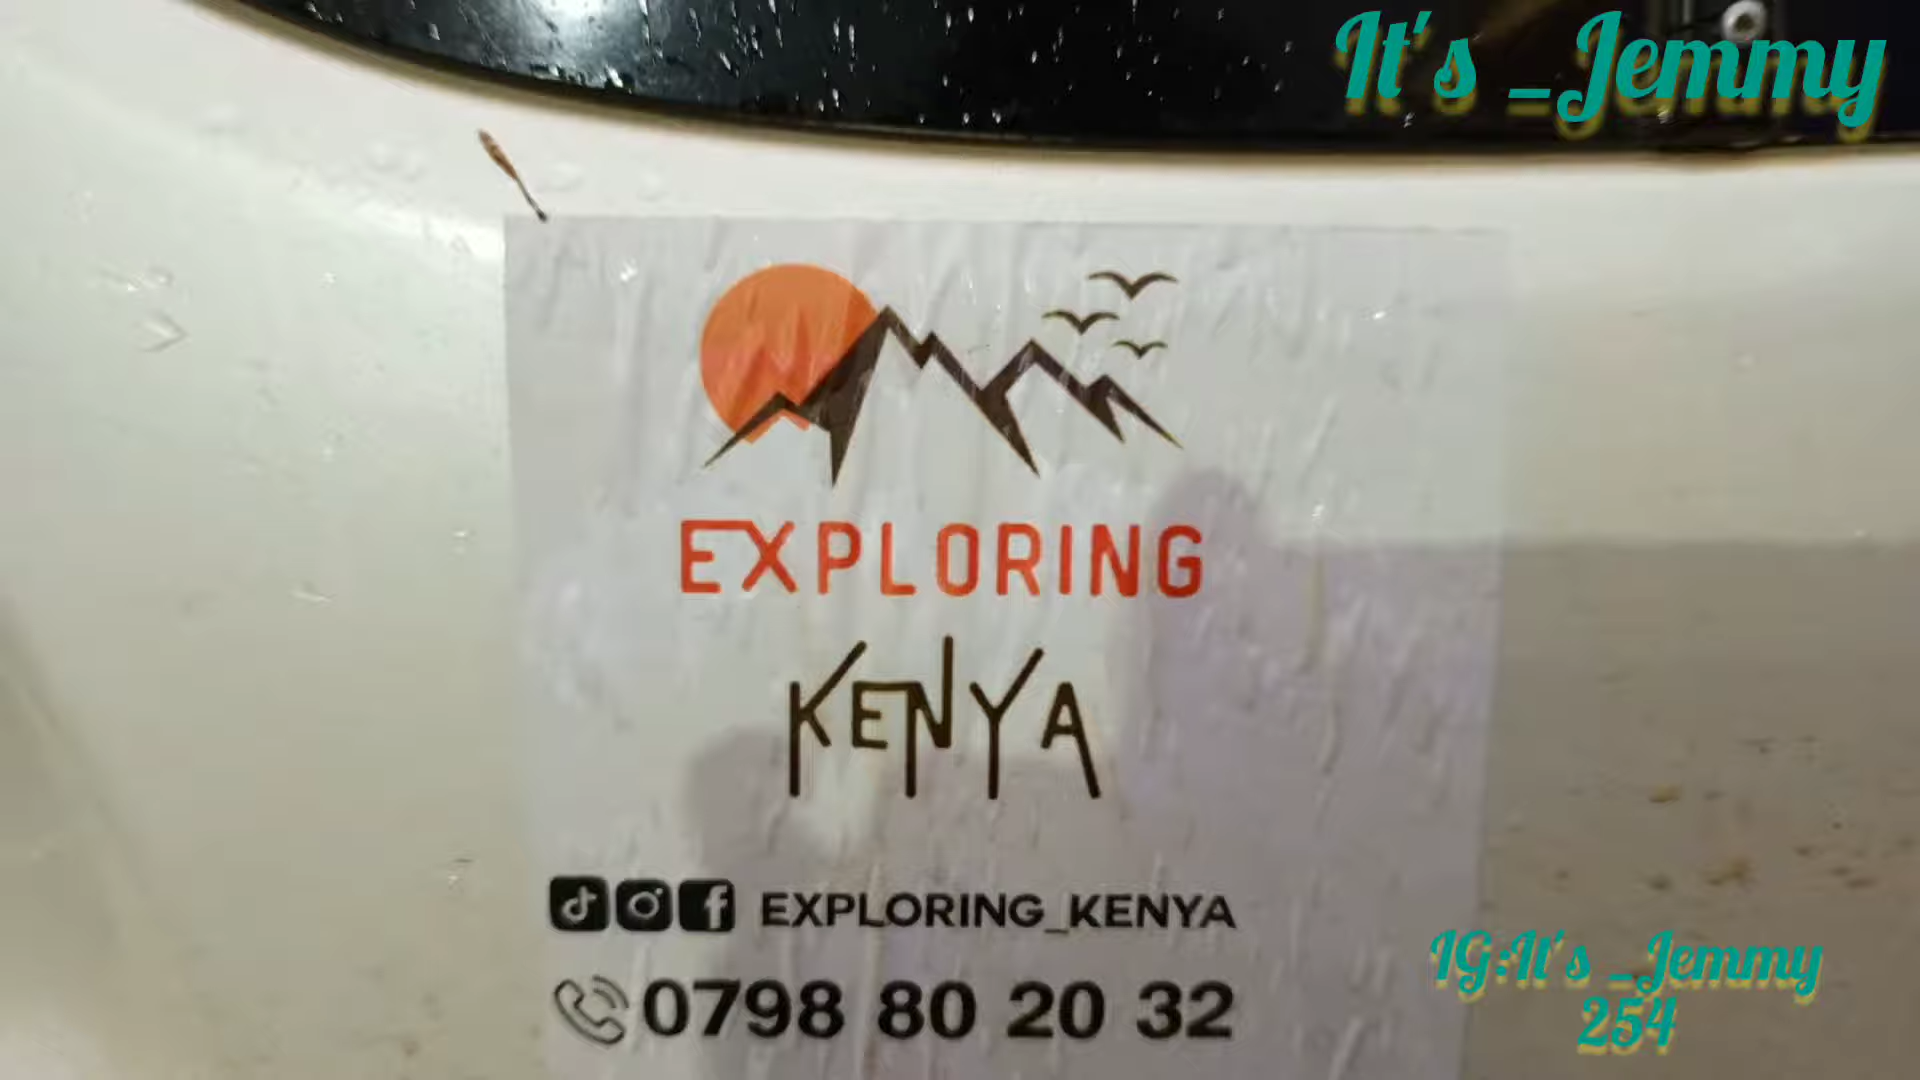 It's _Jemmy
EXPLORING
KENYA
EXPLORING_KENYA
0798 80 20 32
IG:It's _Jemmy
254